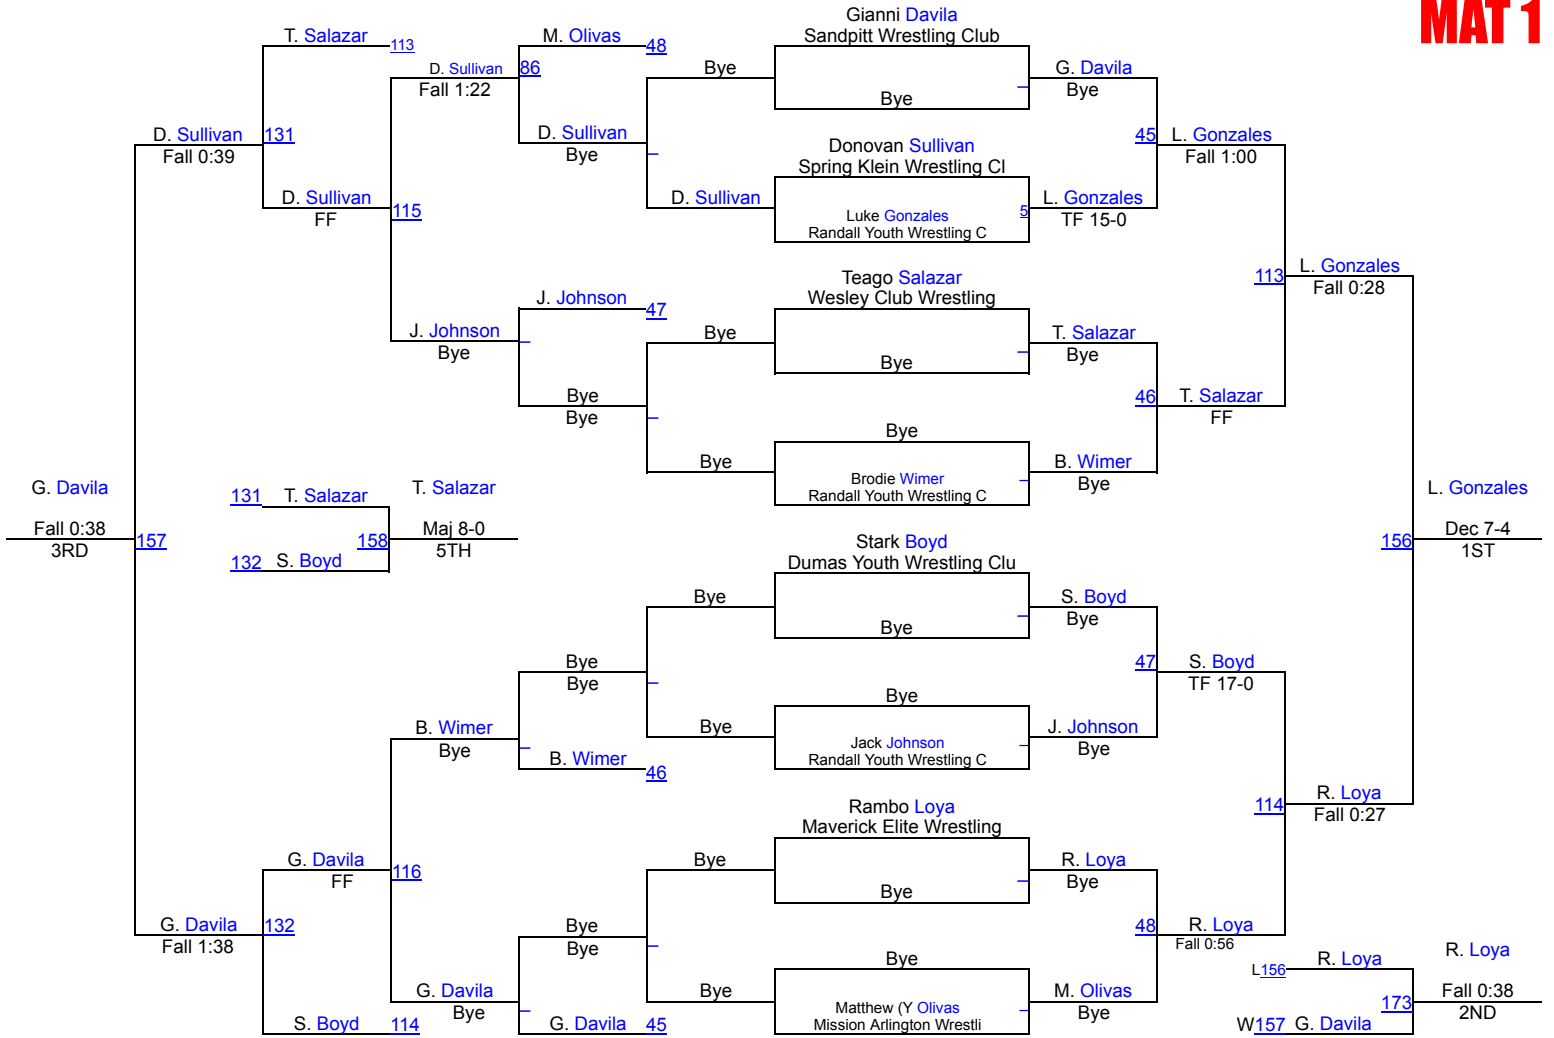 MAT 1
Gianni Davila
Sandpitt Wrestling Club
Bye
Donovan Sullivan
Spring Klein Wrestling Cl
Luke Gonzales
Randall Youth Wrestling C
5
Teago Salazar
Wesley Club Wrestling
Bye
Bye
Brodie Wimer
Randall Youth Wrestling C
Stark Boyd
Dumas Youth Wrestling Clu
Bye
Bye
Jack Johnson
Randall Youth Wrestling C
Rambo Loya
Maverick Elite Wrestling
Bye
Bye
Matthew (Y Olivas
Mission Arlington Wrestli
G. Davila
Bye
L. Gonzales
TF 15-0
T. Salazar
Bye
B. Wimer
Bye
S. Boyd
Bye
J. Johnson
Bye
R. Loya
Bye
M. Olivas
Bye
45
L. Gonzales
Fall 1:00
46
T. Salazar
FF
47
S. Boyd
TF 17-0
48
R. Loya
Fall 0:56
113
L. Gonzales
Fall 0:28
114
R. Loya
Fall 0:27
L. Gonzales
156
Dec 7-4
1ST
L156
R. Loya
R. Loya
173
Fall 0:38
2ND
W157 G. Davila
Bye
D. Sullivan
Bye
Bye
Bye
Bye
Bye
Bye
M. Olivas
48
D. Sullivan
Bye
J. Johnson
47
Bye
Bye
Bye
Bye
B. Wimer
46
Bye
Bye
G. Davila
45
D. Sullivan
86
Fall 1:22
J. Johnson
Bye
B. Wimer
Bye
G. Davila
Bye
T. Salazar
113
D. Sullivan
FF
115
G. Davila
FF
116
S. Boyd
114
D. Sullivan
131
Fall 0:39
G. Davila
132
Fall 1:38
G. Davila
Fall 0:38
157
3RD
131 T. Salazar
T. Salazar
158
Maj 8-0
5TH
132 S. Boyd